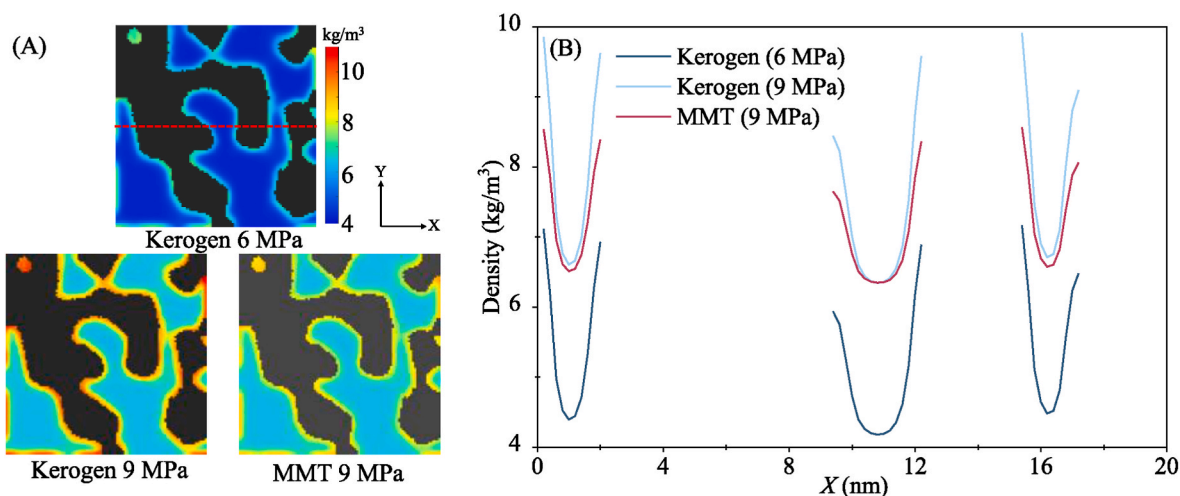 (A)
kg/m³
10
8
6
4
Y
X
Kerogen 6 MPa
Kerogen 9 MPa
MMT 9 MPa
(B)
Kerogen (6 MPa)
Kerogen (9 MPa)
MMT (9 MPa)
Density (kg/m³)
10
8
6
4
0
4
8
12
16
20
X (nm)